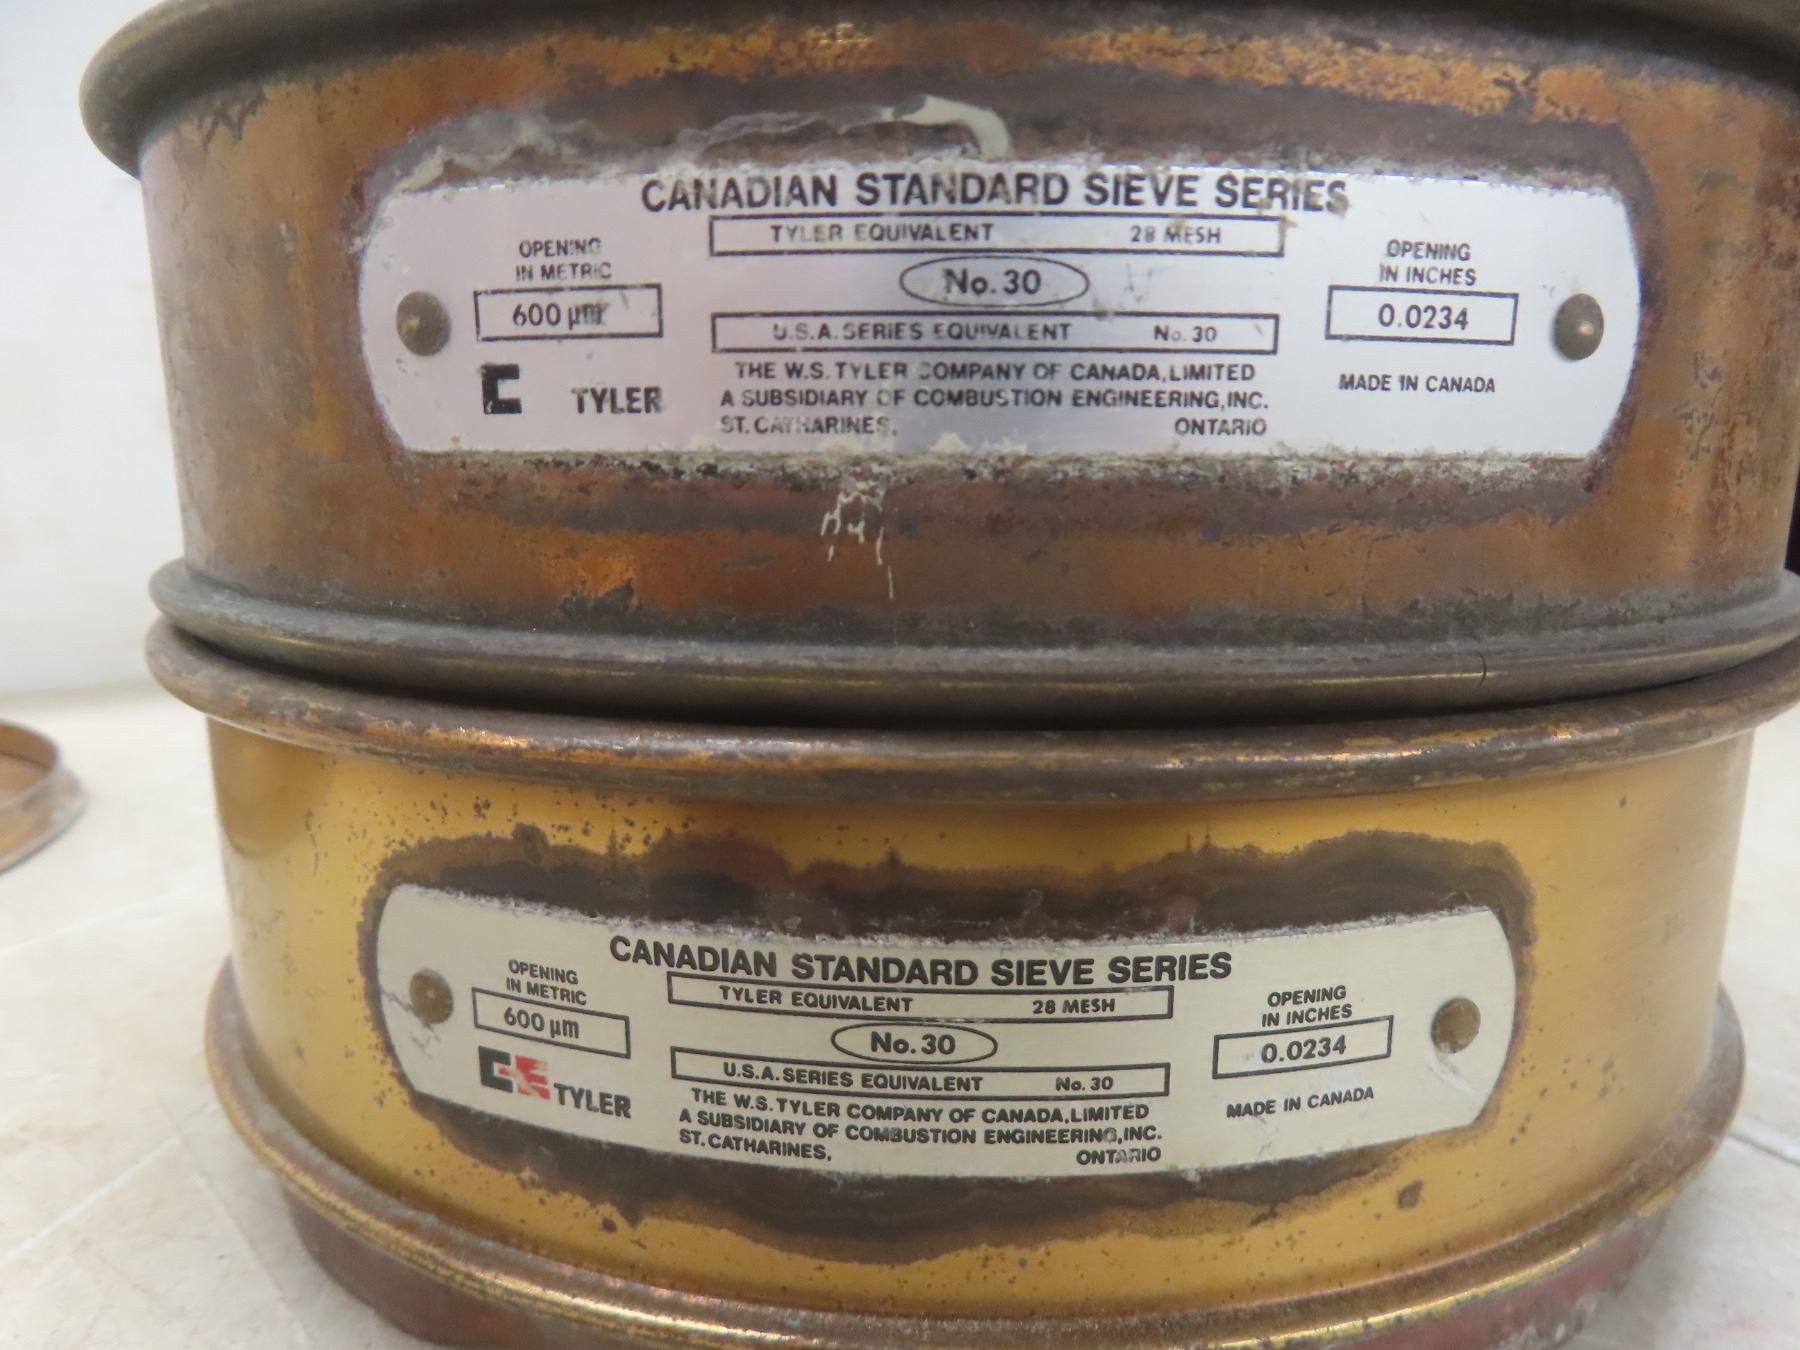 CANADIAN STANDARD SIEVE SERIES
TYLER EQUIVALENT 28 MESH
OPENING
IN METRIC
600 µm
No. 30
OPENING
IN INCHES
0.0234
U.S.A. SERIES EQUIVALENT No. 30
THE W.S. TYLER COMPANY OF CANADA, LIMITED
A SUBSIDIARY OF COMBUSTION ENGINEERING, INC.
ST. CATHARINES, ONTARIO
TYLER
MADE IN CANADA
CANADIAN STANDARD SIEVE SERIES
TYLER EQUIVALENT 28 MESH
OPENING
IN METRIC
600 µm
No. 30
OPENING
IN INCHES
0.0234
U.S.A. SERIES EQUIVALENT No. 30
THE W.S. TYLER COMPANY OF CANADA, LIMITED
A SUBSIDIARY OF COMBUSTION ENGINEERING, INC.
ST. CATHARINES, ONTARIO
CE TYLER
MADE IN CANADA